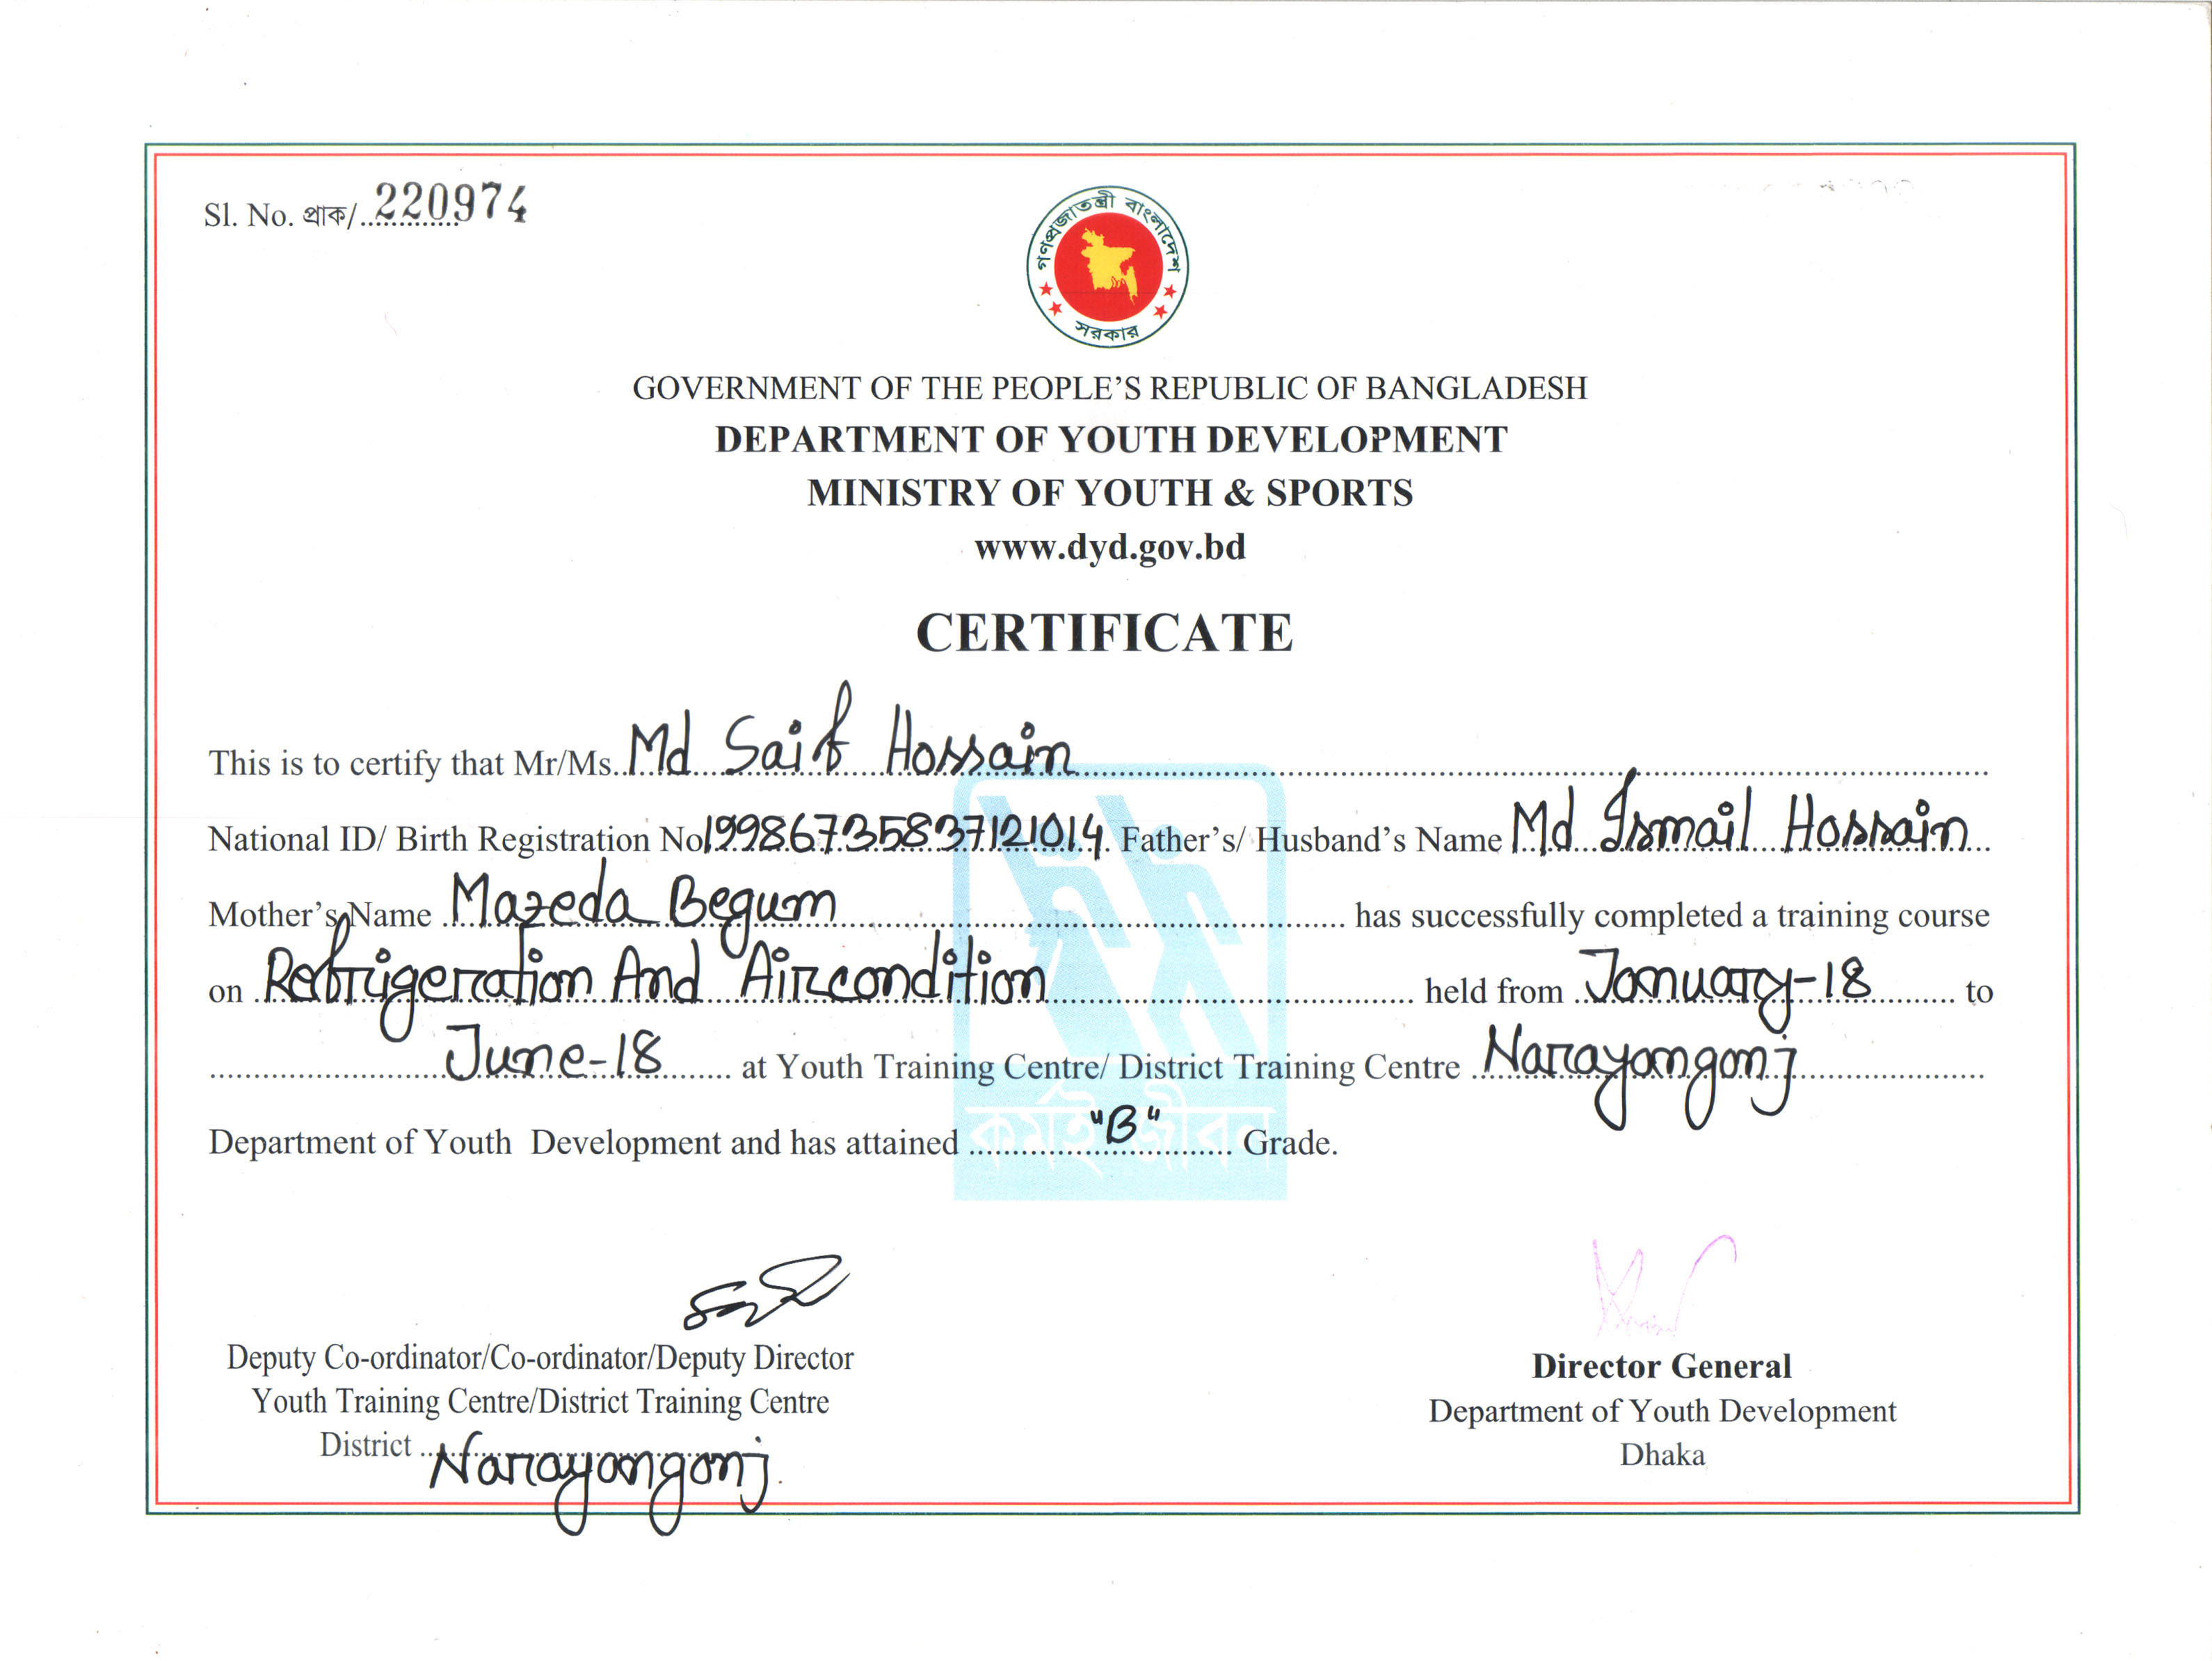 Sl. No. প্রাক/.............220974
গণপ্রজাতন্ত্রী বাংলাদেশ
সরকার
GOVERNMENT OF THE PEOPLE'S REPUBLIC OF BANGLADESH
DEPARTMENT OF YOUTH DEVELOPMENT
MINISTRY OF YOUTH & SPORTS
www.dyd.gov.bd
CERTIFICATE
This is to certify that Mr/Ms. Md Saif Hossain
National ID/ Birth Registration No 19986735837121014 Father's/ Husband's Name Md Ismail Hossain
Mother's Name Mazeda Begum has successfully completed a training course
on Refrigeration And Aircondition held from January-18 to
June-18 at Youth Training Centre/ District Training Centre Narayangonj
Department of Youth Development and has attained "B" Grade.
কর্মই জীবন
Deputy Co-ordinator/Co-ordinator/Deputy Director
Youth Training Centre/District Training Centre
District Narayangonj.
Director General
Department of Youth Development
Dhaka